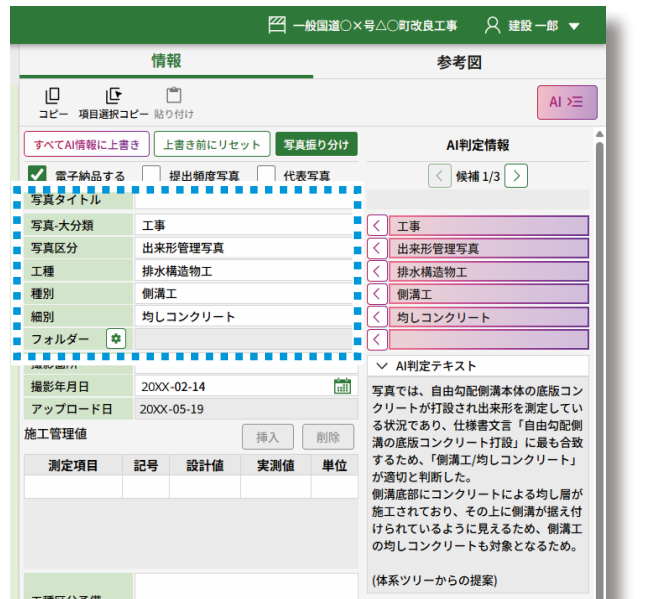 一般国道○×号△○町改良工事 建設 一郎 ▼
情報 参考図
コピー 項目選択コピー 貼り付け AI
すべてAI情報に上書き 上書き前にリセット 写真振り分け AI判定情報
電子納品する 提出頻度写真 代表写真 < 候補 1/3 >
写真タイトル
写真-大分類 工事 < 工事
写真区分 出来形管理写真 < 出来形管理写真
工種 排水構造物工 < 排水構造物工
種別 側溝工 < 側溝工
細別 均しコンクリート < 均しコンクリート
フォルダー <
撮影箇所
AI判定テキスト
撮影年月日 20XX-02-14
アップロード日 20XX-05-19
施工管理値 挿入 削除
測定項目 記号 設計値 実測値 単位
写真では、自由勾配側溝本体の底版コン
クリートが打設され出来形を測定してい
る状況であり、仕様書文言「自由勾配側
溝の底版コンクリート打設」に最も合致
するため、「側溝工/均しコンクリート」
が適切と判断した。
側溝底部にコンクリートによる均し層が
施工されており、その上に側溝が据え付
けられているように見えるため、側溝工
の均しコンクリートも対象となるため。
(体系ツリーからの提案)
工種区分予備